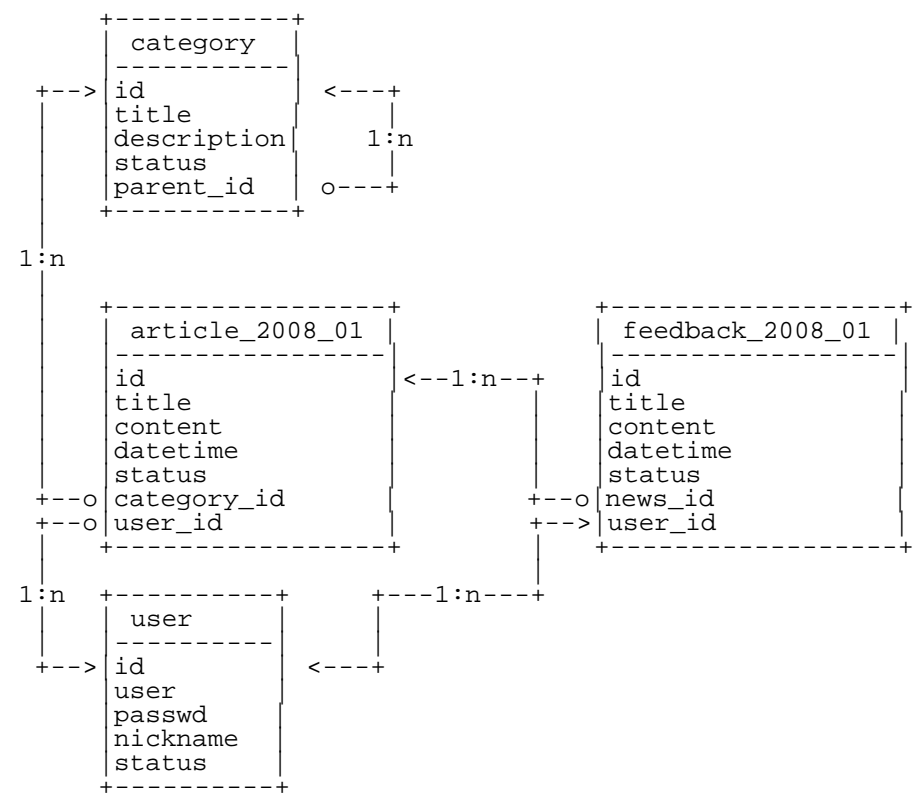 +-----------+
| category |
|-----------|
+-->|id | <---+
| |title | |
| |description| 1:n
| |status | |
| |parent_id | o---+
| +-----------+
|
1:n
|
| +-----------------+ +------------------+
| | article_2008_01 | | feedback_2008_01 |
| |-----------------| |------------------|
| |id |<--1:n--+ |id |
| |title | | |title |
| |content | | |content |
| |datetime | | |datetime |
| |status | | |status |
+--o|category_id | +--o|news_id |
+--o|user_id | +-->|user_id |
| +-----------------+ | +------------------+
| |
1:n +----------+ +---1:n---+
| | user | |
| |----------| |
+-->|id | <---+
|user |
|passwd |
|nickname |
|status |
+----------+